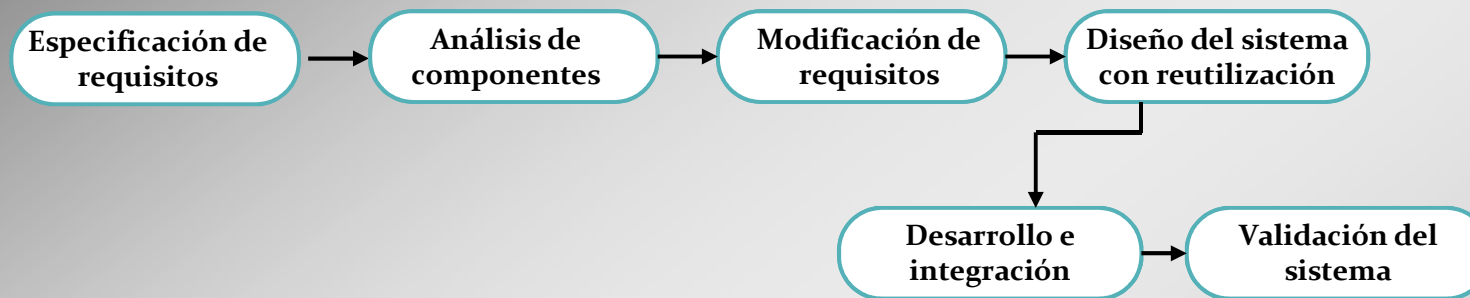 Especificación de
requisitos
Análisis de
componentes
Modificación de
requisitos
Diseño del sistema
con reutilización
Desarrollo e
integración
Validación del
sistema